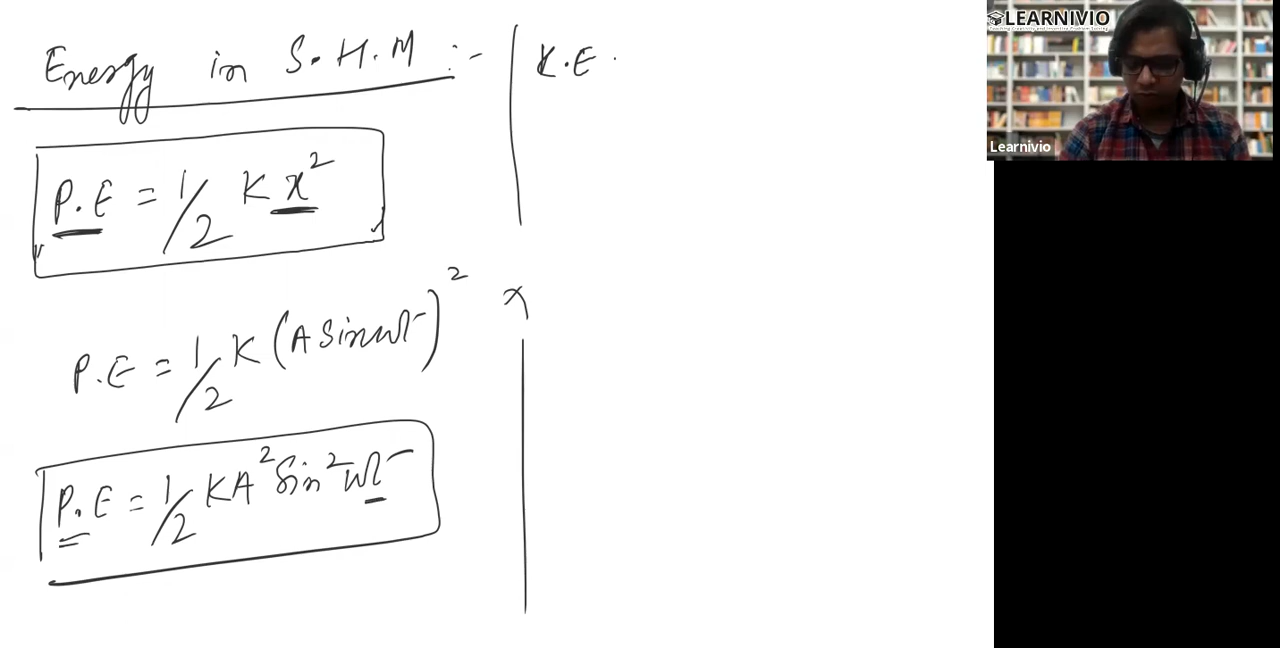 Energy in S.H.M :-
P.E = 1/2 K x²
P.E = 1/2 K (A sinωt)²
P.E = 1/2 KA² Sin² ωt
K.E.
x
LEARNIVIO
Learnivio